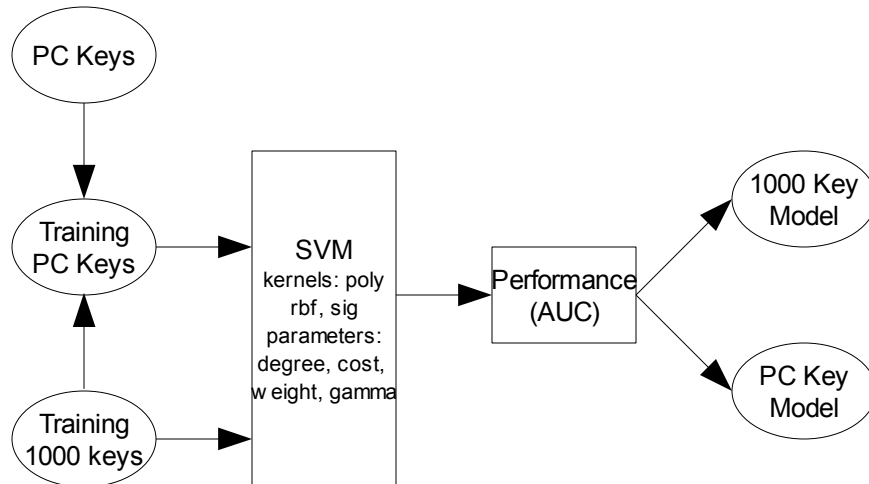 PC Keys
Training
PC Keys
Training
1000 keys
SVM
kernels: poly
rbf, sig
parameters:
degree, cost,
w eight, gamma
Performance
(AUC)
1000 Key
Model
PC Key
Model